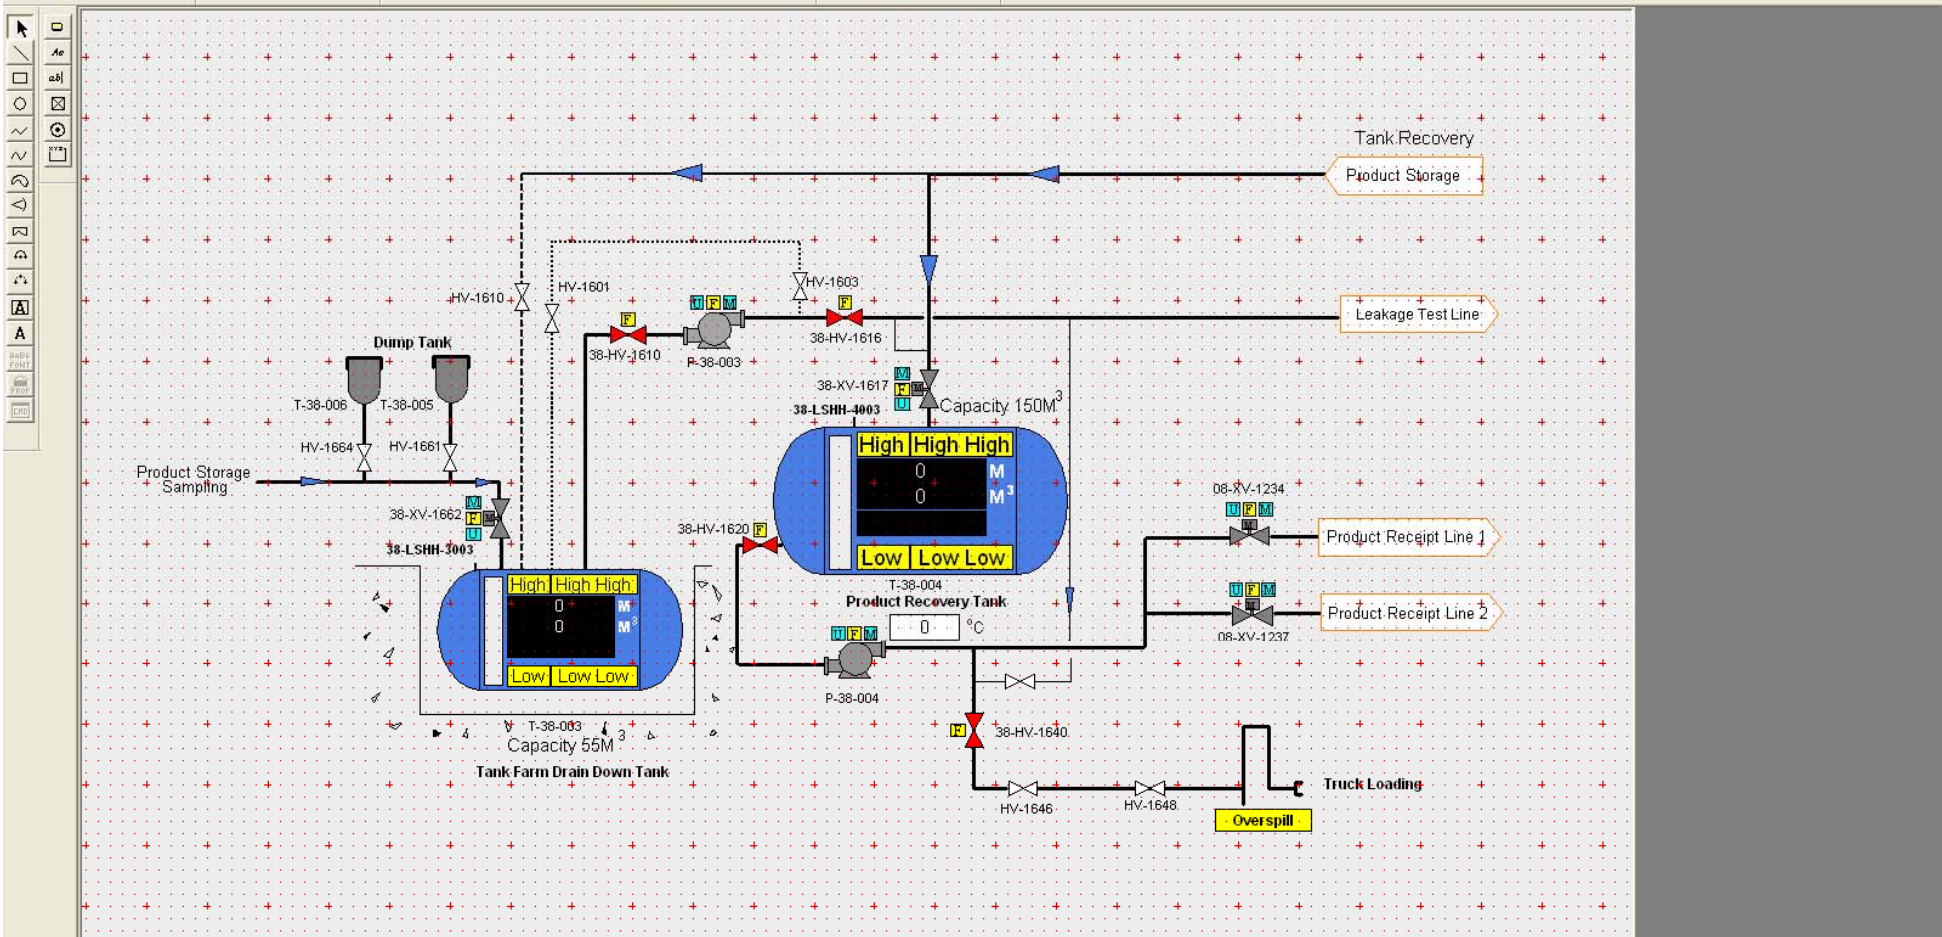 Tank Recovery
Product Storage
HV-1610
HV-1601
HV-1603
U F M
F
F
Leakage Test Line
38-HV-1616
38-HV-1610
P-38-003
Dump Tank
T-38-006
T-38-005
M
F M
U
38-XV-1617
Capacity 150M3
38-LSHH-4003
HV-1664
HV-1661
High High High
0 M
0 M3
Low Low Low
T-38-004
Product Recovery Tank
0 °C
Product Storage
Sampling
M
F M
U
38-XV-1662
38-LSHH-3003
38-HV-1620 F
08-XV-1234
U F M
M
Product Receipt Line 1
U F M
M
Product Receipt Line 2
08-XV-1237
High High High
0 M
0 M3
Low Low Low
T-38-003
Capacity 55M3
Tank Farm Drain Down Tank
U F M
P-38-004
F 38-HV-1640
HV-1646
HV-1648
Truck Loading
Overspill
A
A
ab|
XYZ
CMD